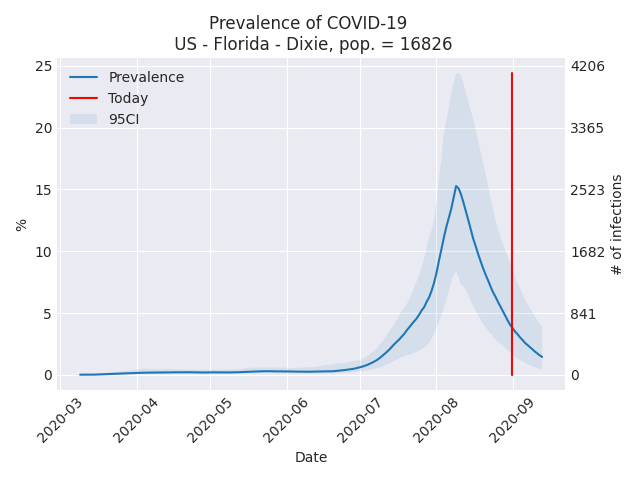 Prevalence of COVID-19
US - Florida - Dixie, pop. = 16826
Prevalence
Today
95CI
%
25
20
15
10
5
0
4206
3365
2523
1682
841
0
# of infections
2020-03
2020-04
2020-05
2020-06
2020-07
2020-08
2020-09
Date